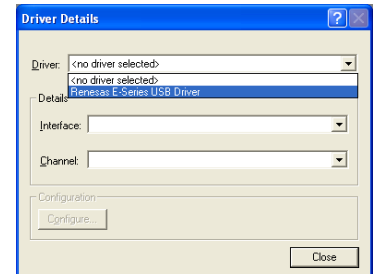 Driver Details
Driver: <no driver selected>
<no driver selected>
Renesas E-Series USB Driver
Details
Interface:
Channel:
Configuration
Configure...
Close